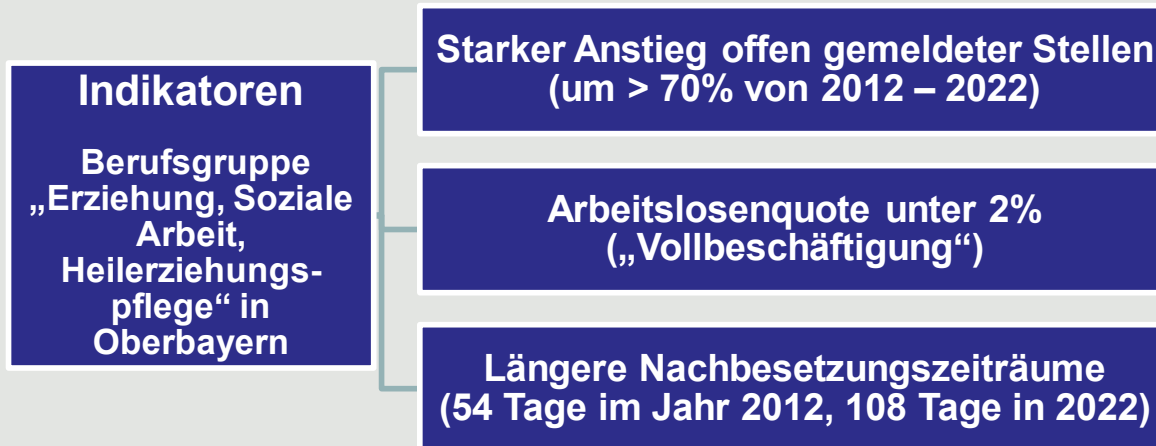 Indikatoren
Berufsgruppe
„Erziehung, Soziale
Arbeit,
Heilerziehungs-
pflege“ in
Oberbayern
Starker Anstieg offen gemeldeter Stellen
(um > 70% von 2012 – 2022)
Arbeitslosenquote unter 2%
(„Vollbeschäftigung“)
Längere Nachbesetzungszeiträume
(54 Tage im Jahr 2012, 108 Tage in 2022)